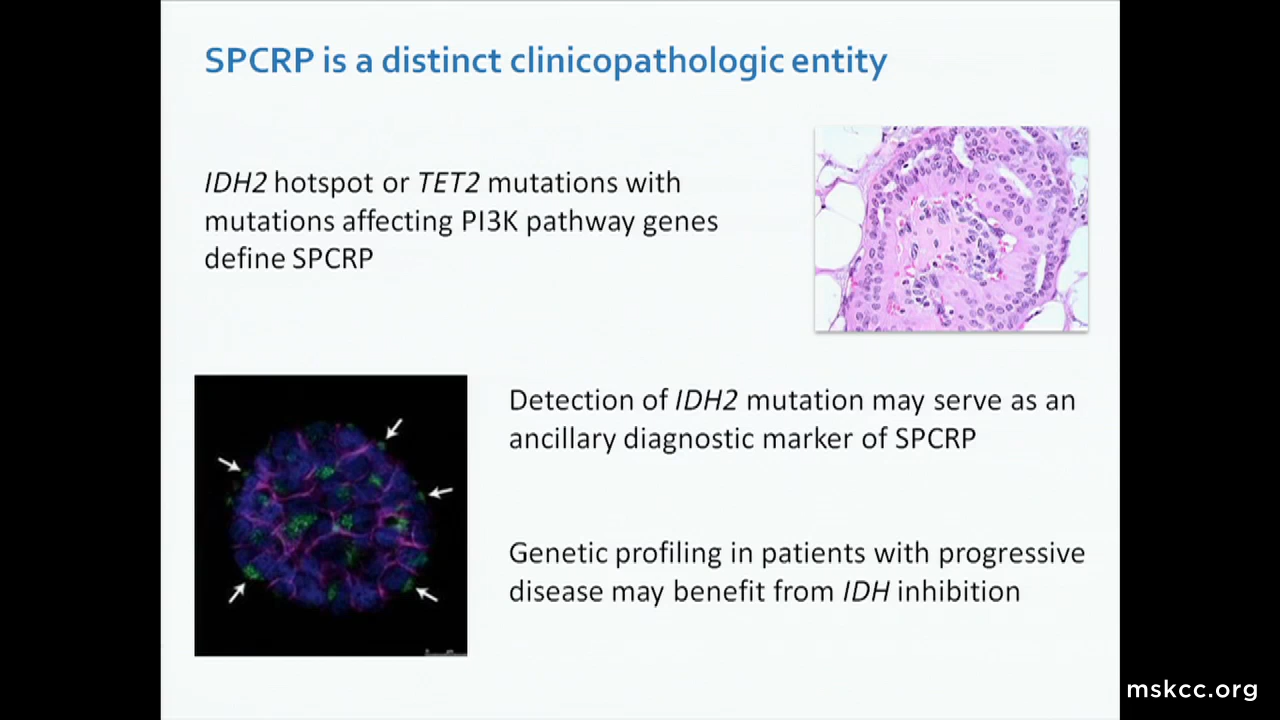 SPCRP is a distinct clinicopathologic entity
IDH2 hotspot or TET2 mutations with
mutations affecting PI3K pathway genes
define SPCRP
Detection of IDH2 mutation may serve as an
ancillary diagnostic marker of SPCRP
Genetic profiling in patients with progressive
disease may benefit from IDH inhibition
mskcc.org